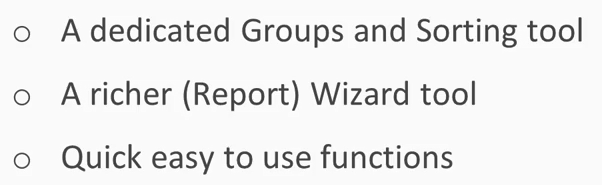 ○ A dedicated Groups and Sorting tool
○ A richer (Report) Wizard tool
○ Quick easy to use functions